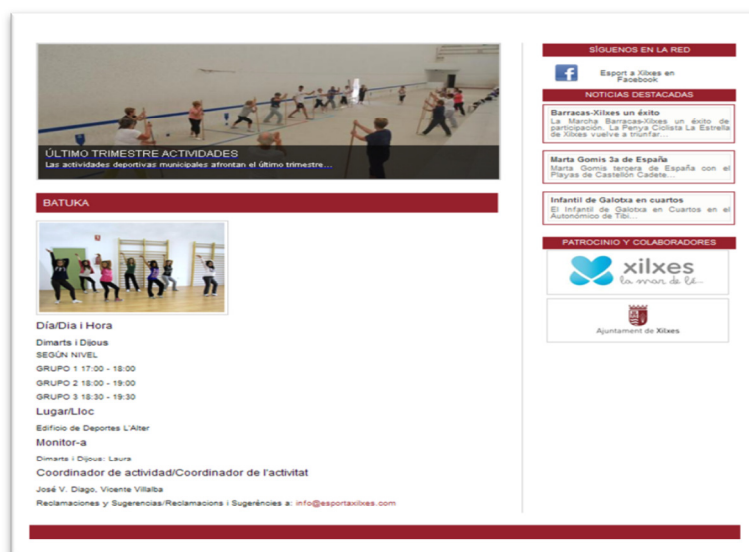 ÚLTIMO TRIMESTRE ACTIVIDADES
Las actividades deportivas municipales afrontan el último trimestre...
BATUKA
Día/Dia i Hora
Dimarts i Dijous
SEGÚN NIVEL
GRUPO 1 17:00 - 18:00
GRUPO 2 18:00 - 19:00
GRUPO 3 18:30 - 19:30
Lugar/Lloc
Edificio de Deportes L'Alter
Monitor-a
Dimarts i Dijous: Laura
Coordinador de actividad/Coordinador de l'activitat
José V. Diago, Vicente Villalba
Reclamaciones y Sugerencias/Reclamacions i Sugeréncies a: info@esportaxilxes.com
SÍGUENOS EN LA RED
f
Esport a Xilxes en
Facebook
NOTICIAS DESTACADAS
Barracas-Xilxes un éxito
La Marcha Barracas-Xilxes un éxito de
participación. La Penya Ciclista La Estrella
de Xilxes vuelve a triunfar...
Marta Gomis 3a de España
Marta Gomis tercera de España con el
Playas de Castellón Cadete...
Infantil de Galotxa en cuartos
El Infantil de Galotxa en Cuartos en el
Autonómico de Tibi...
PATROCINIO Y COLABORADORES
xilxes
la mar de bé...
Ajuntament de Xilxes